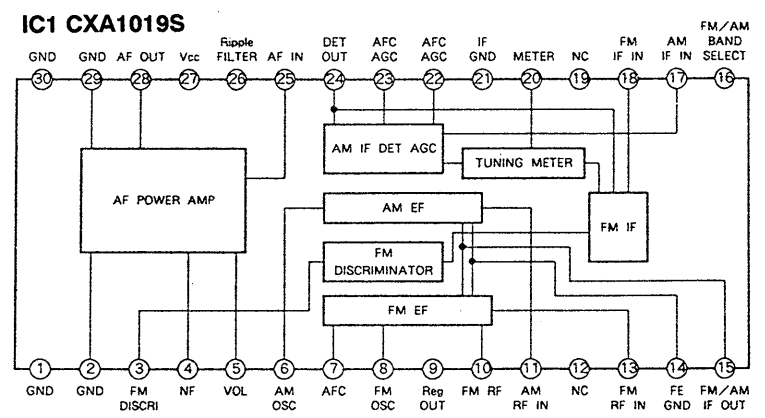 IC1 CXA1019S
GND GND AF OUT Vcc Ripple FILTER AF IN DET OUT AFC AGC AFC AGC IF GND METER NC FM IF IN AM IF IN FM/AM BAND SELECT
30 29 28 27 26 25 24 23 22 21 20 19 18 17 16
AM IF DET AGC
TUNING METER
AF POWER AMP
AM EF
FM IF
FM
DISCRIMINATOR
FM EF
1 2 3 4 5 6 7 8 9 10 11 12 13 14 15
GND GND FM DISCRI NF VOL AM OSC AFC FM OSC Reg OUT FM RF AM RF IN NC FM RF IN FE GND FM/AM IF OUT